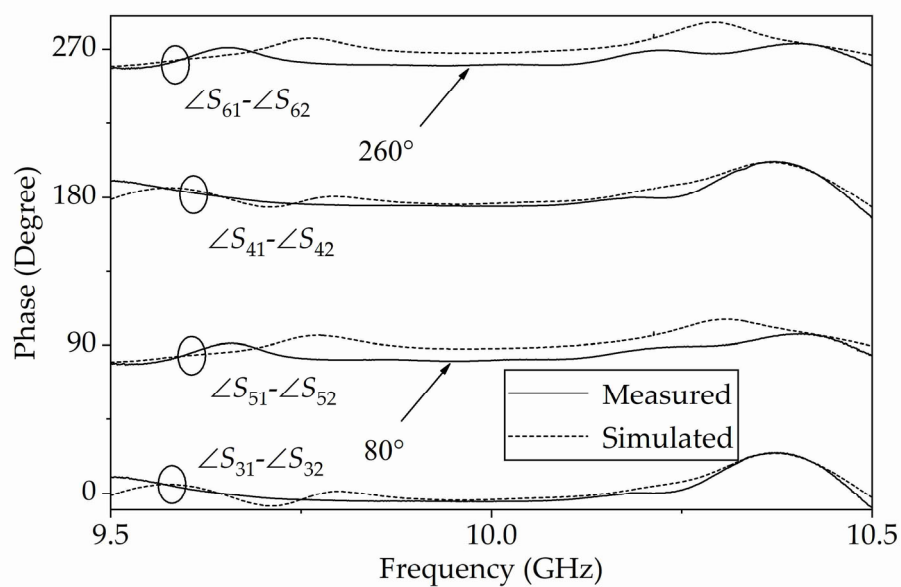 270
∠S61-∠S62
260°
180
∠S41-∠S42
Phase (Degree)
90
∠S51-∠S52
Measured
Simulated
80°
∠S31-∠S32
0
9.5
10.0
10.5
Frequency (GHz)